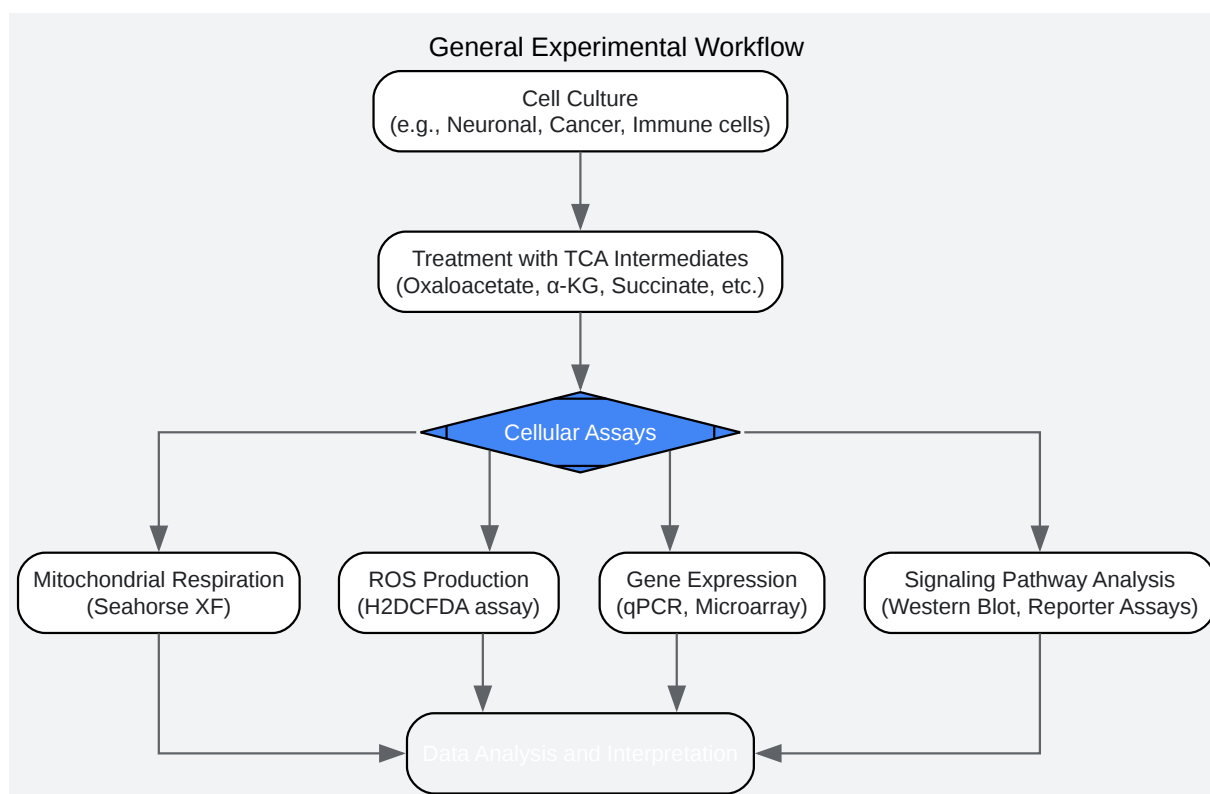 General Experimental Workflow
Cell Culture
(e.g., Neuronal, Cancer, Immune cells)
Treatment with TCA Intermediates
(Oxaloacetate, α-KG, Succinate, etc.)
Cellular Assays
Mitochondrial Respiration
(Seahorse XF)
ROS Production
(H2DCFDA assay)
Gene Expression
(qPCR, Microarray)
Signaling Pathway Analysis
(Western Blot, Reporter Assays)
Data Analysis and Interpretation